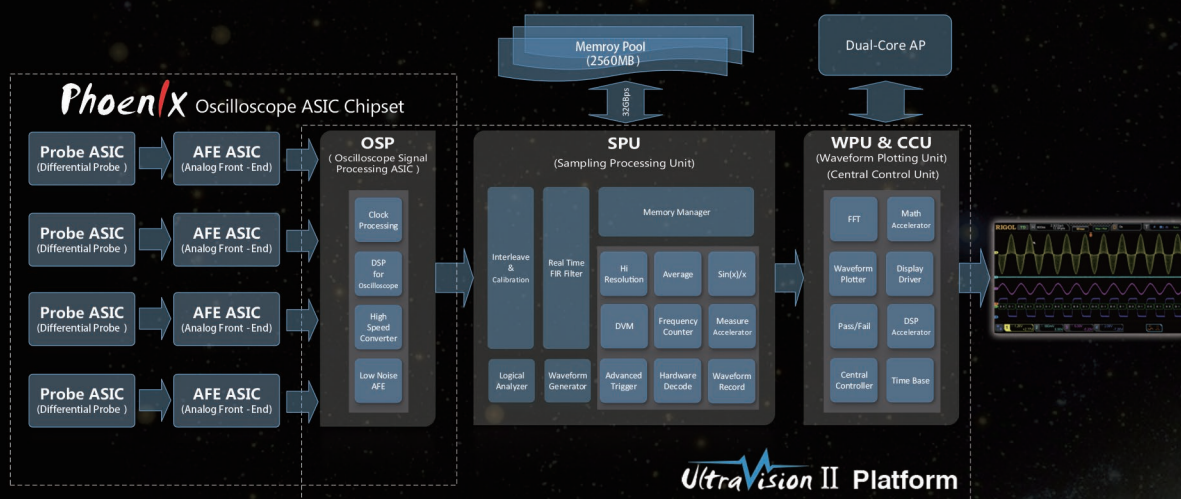 Memroy Pool
(2560MB)
Dual-Core AP
32GBps
Phoenix Oscilloscope ASIC Chipset
Probe ASIC
(Differential Probe )
AFE ASIC
(Analog Front -End)
Probe ASIC
(Differential Probe )
AFE ASIC
(Analog Front -End)
Probe ASIC
(Differential Probe )
AFE ASIC
(Analog Front -End)
Probe ASIC
(Differential Probe )
AFE ASIC
(Analog Front -End)
OSP
( Oscilloscope Signal
Processing ASIC )
Clock
Processing
DSP
for
Oscilloscope
High
Speed
Converter
Low Noise
AFE
SPU
(Sampling Processing Unit)
Interleave
&
Calibration
Real Time
FIR Filter
Memory Manager
Hi
Resolution
Average
Sin(x)/x
DVM
Frequency
Counter
Measure
Accelerator
Logical
Analyzer
Waveform
Generator
Advanced
Trigger
Hardware
Decode
Waveform
Record
WPU & CCU
(Waveform Plotting Unit)
(Central Control Unit)
FFT
Math
Accelerator
Waveform
Plotter
Display
Driver
Pass/Fail
DSP
Accelerator
Central
Controller
Time Base
RIGOL
UltraVision II Platform